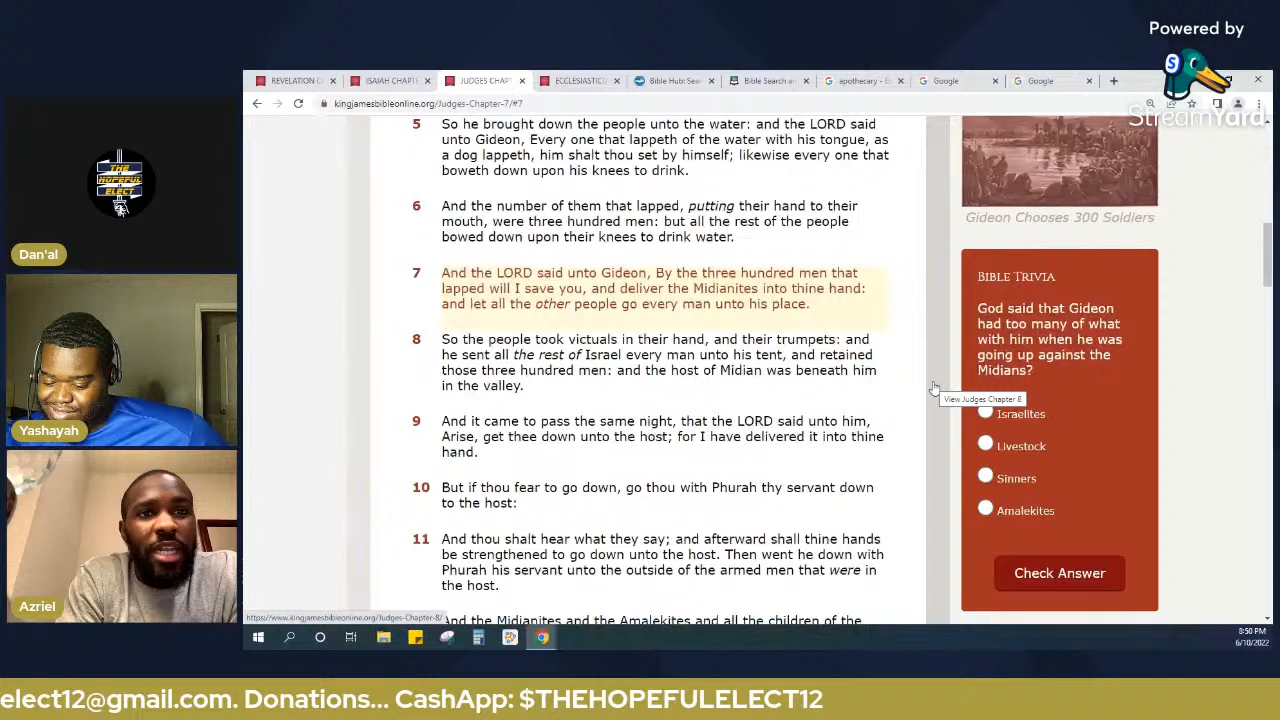 Powered by
StreamYard
REVELATION C
ISAIAH CHAPTE
JUDGES CHAPT
ECCLESIASTIC
Bible Hub: Sea
Bible Search an
apothecary - G
Google
Google
kingjamesbibleonline.org/Judges-Chapter-7/#7
THE
HOPEFUL
ELECT
Dan'al
Yashayah
Azriel
5 So he brought down the people unto the water: and the LORD said
unto Gideon, Every one that lappeth of the water with his tongue, as
a dog lappeth, him shalt thou set by himself; likewise every one that
boweth down upon his knees to drink.
6 And the number of them that lapped, putting their hand to their
mouth, were three hundred men: but all the rest of the people
bowed down upon their knees to drink water.
7 And the LORD said unto Gideon, By the three hundred men that
lapped will I save you, and deliver the Midianites into thine hand:
and let all the other people go every man unto his place.
8 So the people took victuals in their hand, and their trumpets: and
he sent all the rest of Israel every man unto his tent, and retained
those three hundred men: and the host of Midian was beneath him
in the valley.
9 And it came to pass the same night, that the LORD said unto him,
Arise, get thee down unto the host; for I have delivered it into thine
hand.
10 But if thou fear to go down, go thou with Phurah thy servant down
to the host:
11 And thou shalt hear what they say; and afterward shall thine hands
be strengthened to go down unto the host. Then went he down with
Phurah his servant unto the outside of the armed men that were in
the host.
And the Midianites and the Amalekites and all the children of the
Gideon Chooses 300 Soldiers
BIBLE TRIVIA
God said that Gideon
had too many of what
with him when he was
going up against the
Midians?
View Judges Chapter 8
Israelites
Livestock
Sinners
Amalekites
Check Answer
https://www.kingjamesbibleonline.org/Judges-Chapter-8/
8:50 PM
6/10/2022
elect12@gmail.com. Donations... CashApp: $THEHOPEFULELECT12